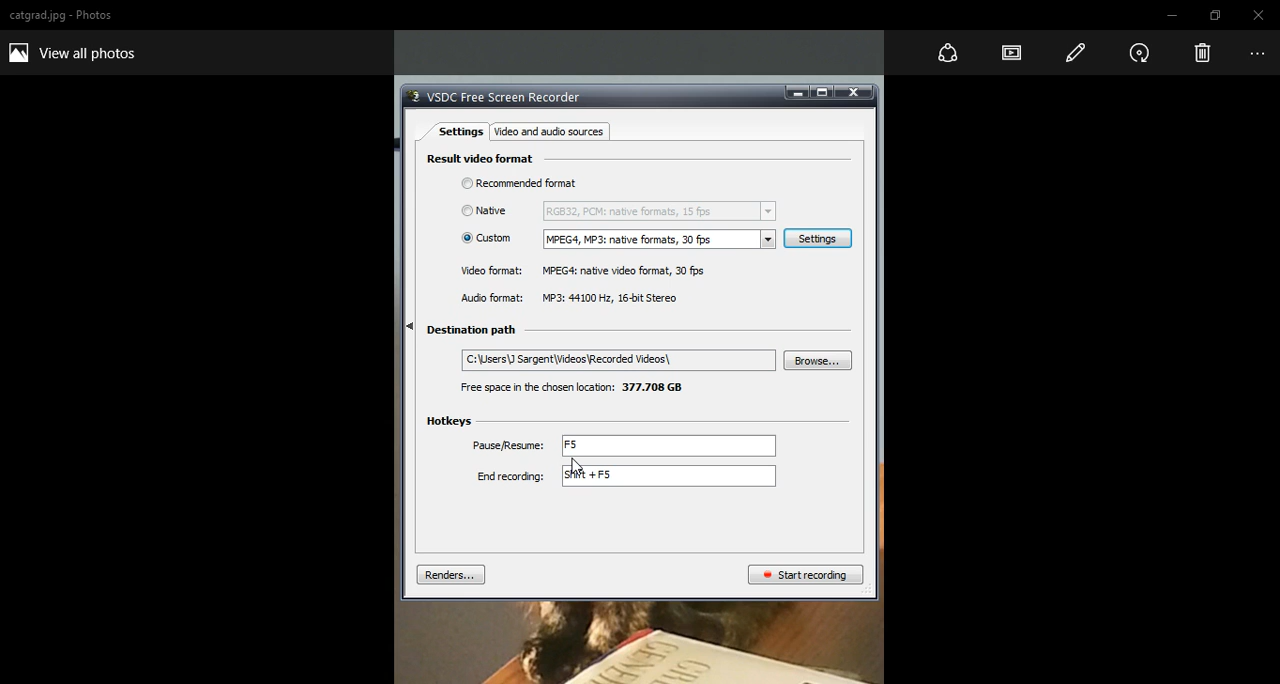 catgrad.jpg - Photos
View all photos
VSDC Free Screen Recorder
Settings Video and audio sources
Result video format
Recommended format
Native RGB32, PCM: native formats, 15 fps
Custom MPEG4, MP3: native formats, 30 fps Settings
Video format: MPEG4: native video format, 30 fps
Audio format: MP3: 44100 Hz, 16-bit Stereo
Destination path
C:\Users\J Sargent\Videos\Recorded Videos\ Browse...
Free space in the chosen location: 377.708 GB
Hotkeys
Pause/Resume: F5
End recording: Shift + F5
Renders... Start recording